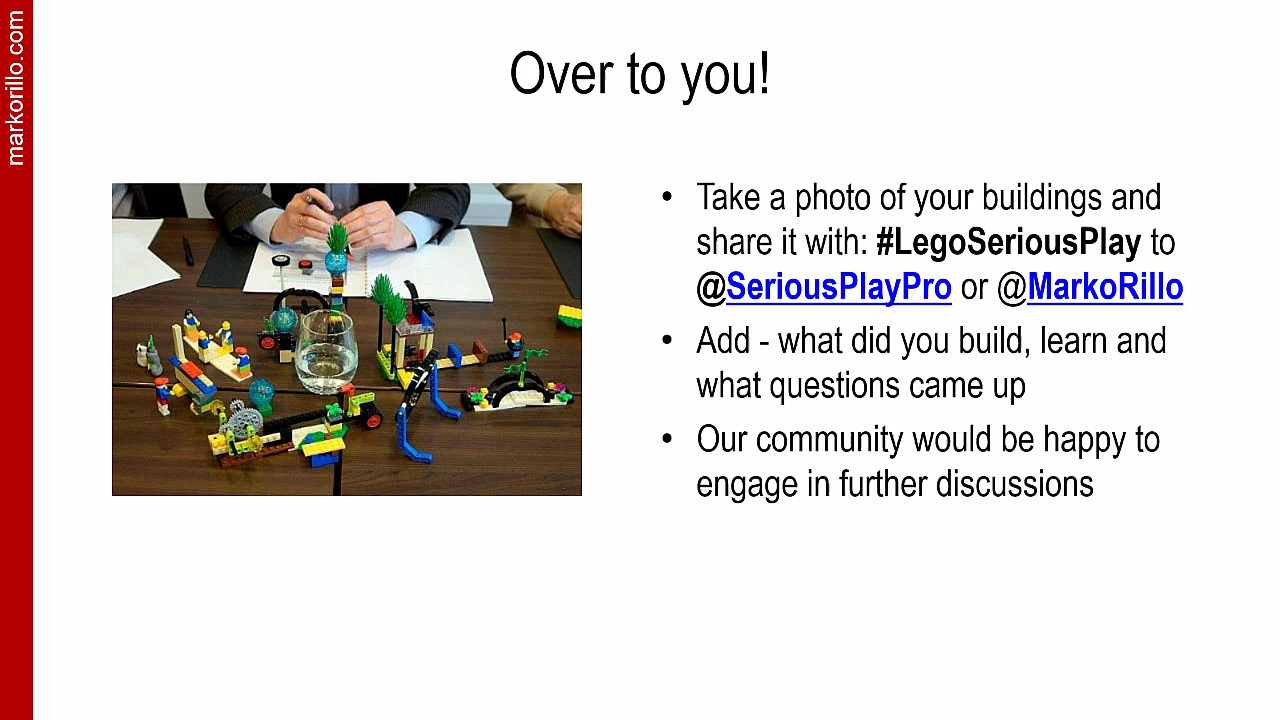 markorillo.com
Over to you!
• Take a photo of your buildings and
share it with: #LegoSeriousPlay to
@SeriousPlayPro or @MarkoRillo
• Add - what did you build, learn and
what questions came up
• Our community would be happy to
engage in further discussions